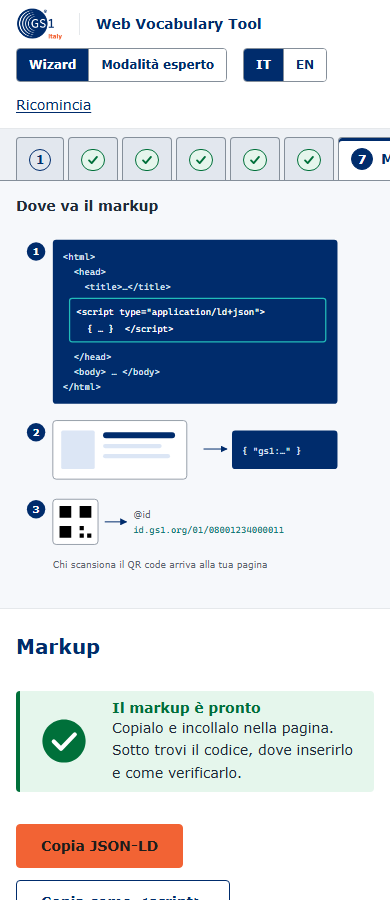 GS1
Italy
Web Vocabulary Tool
Wizard
Modalità esperto
IT
EN
Ricomincia
1
7
Dove va il markup
1
<html>
<head>
<title>…</title>
<script type="application/ld+json">
{ … } </script>
</head>
<body> … </body>
</html>
2
{ "gs1:…" }
3
@id
id.gs1.org/01/08001234000011
Chi scansiona il QR code arriva alla tua pagina
Markup
Il markup è pronto
Copialo e incollalo nella pagina.
Sotto trovi il codice, dove inserirlo
e come verificarlo.
Copia JSON-LD
Copia come <script>